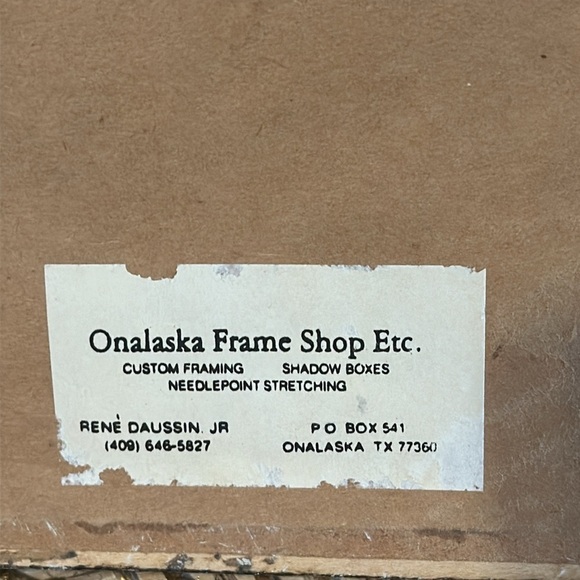 Onalaska Frame Shop Etc.
CUSTOM FRAMING SHADOW BOXES
NEEDLEPOINT STRETCHING
RENÈ DAUSSIN. JR P O BOX 541
(409) 646-5827 ONALASKA TX 77360